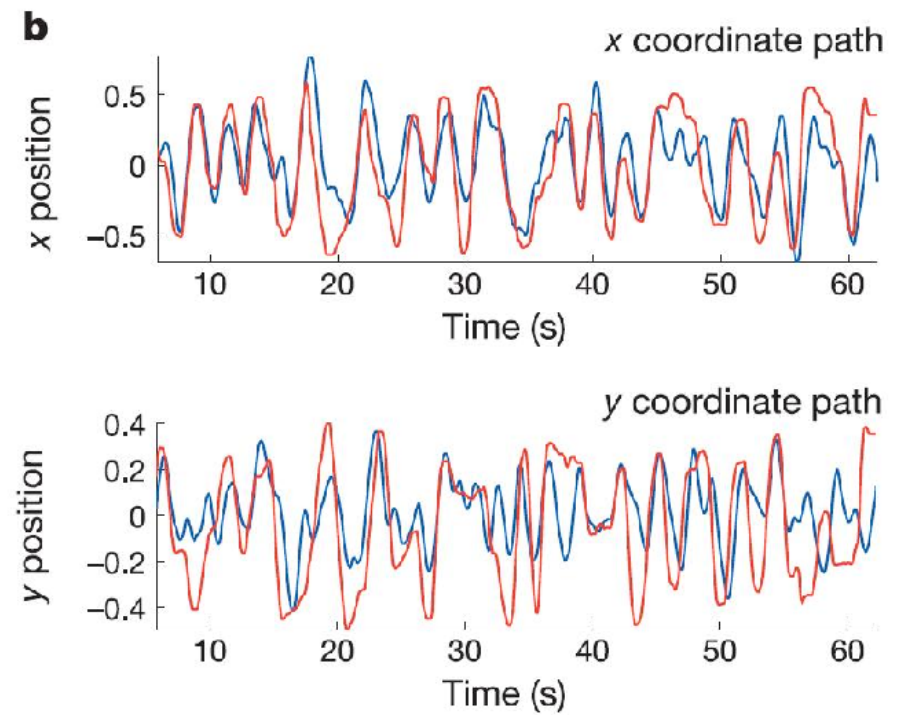 b
x coordinate path
x position
0.5
0
−0.5
10 20 30 40 50 60
Time (s)
y coordinate path
y position
0.4
0.2
0
−0.2
−0.4
10 20 30 40 50 60
Time (s)